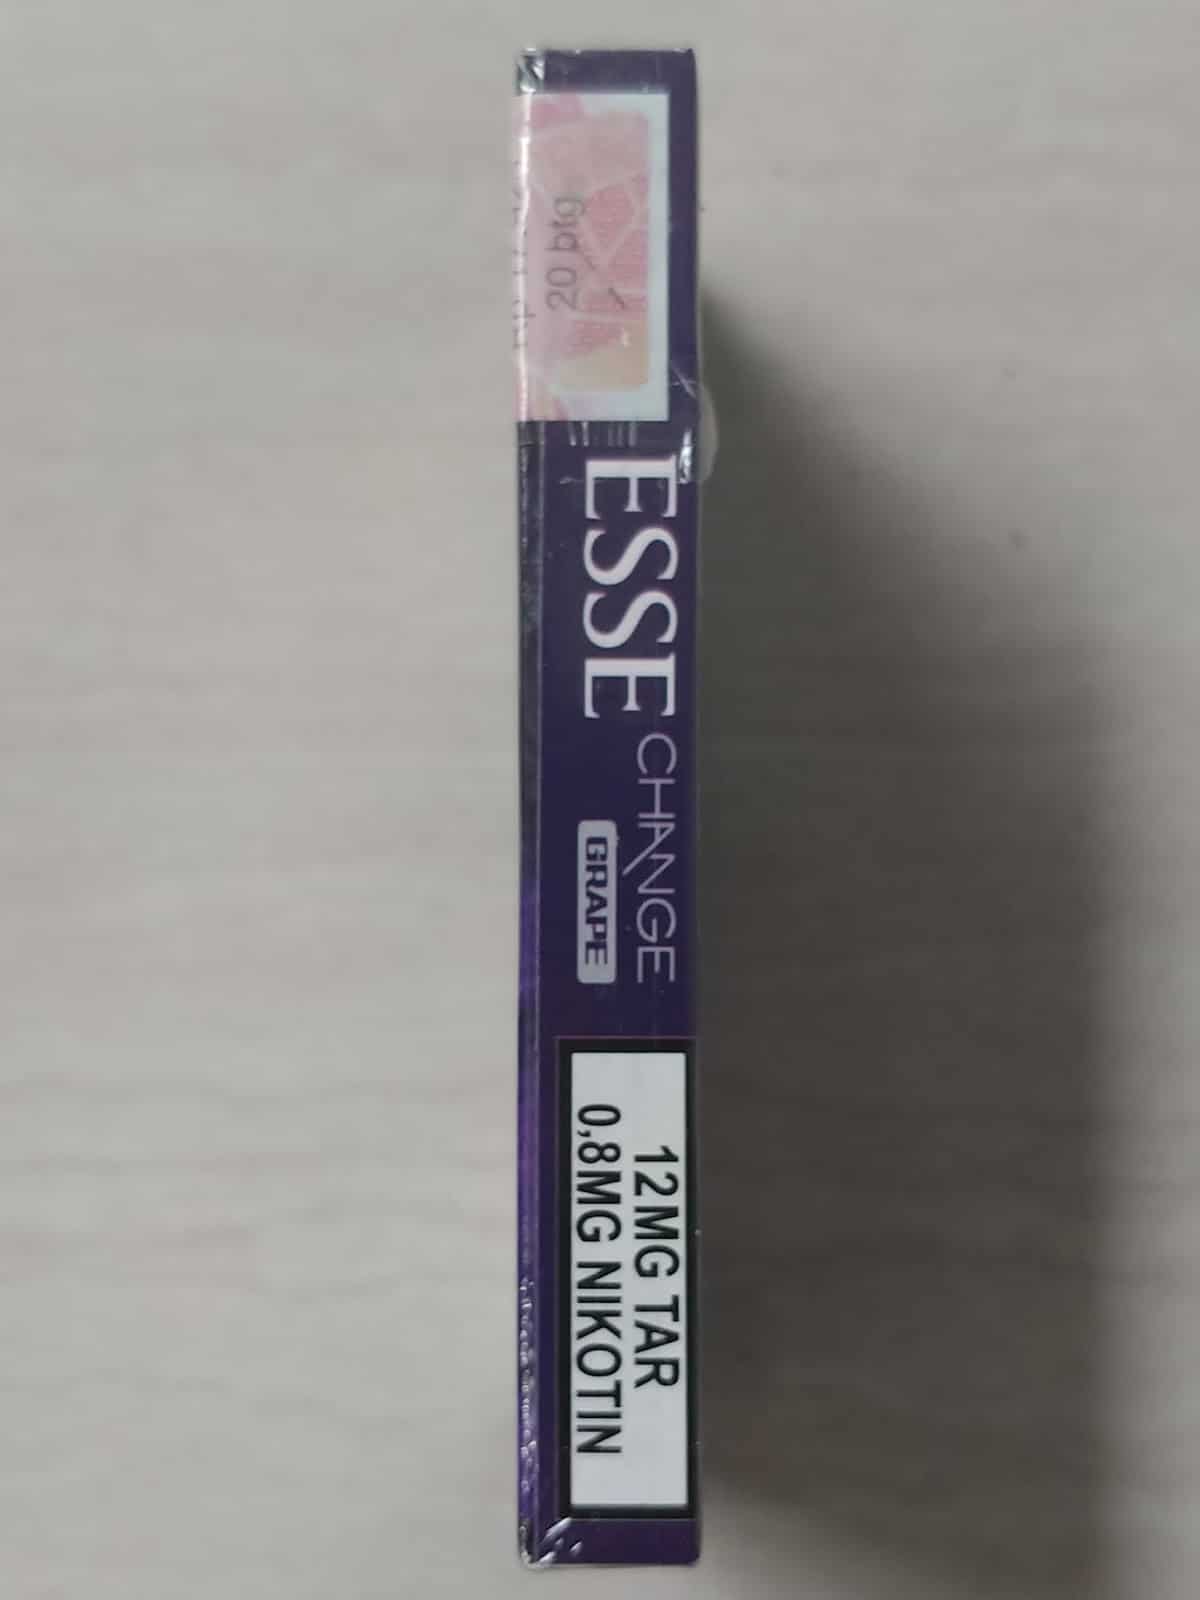 20 btg
ESSE
CHANGE
GRAPE
12MG TAR
0,8MG NIKOTIN